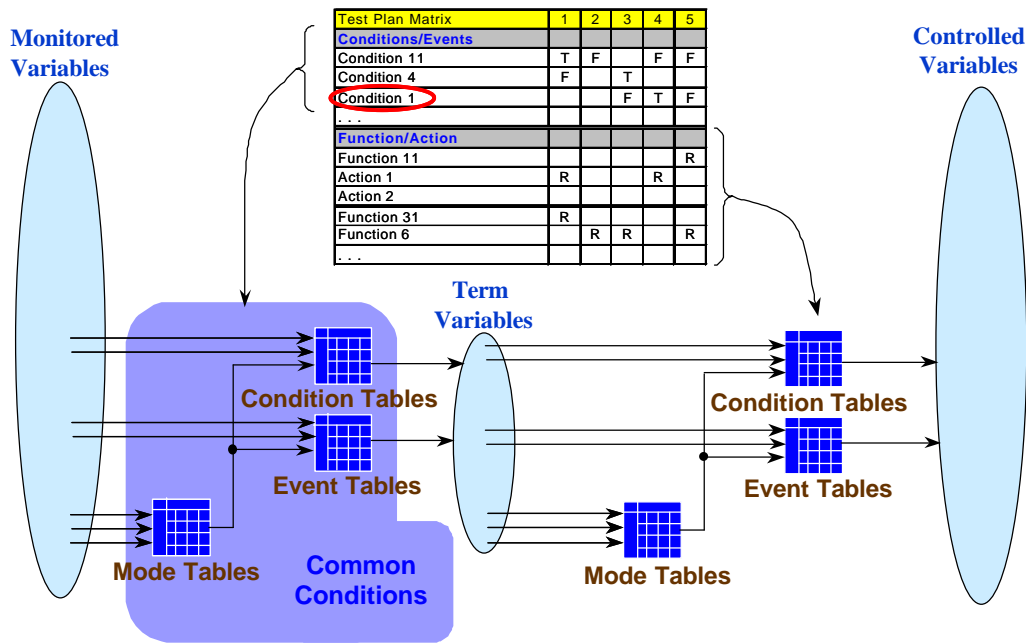 Test Plan Matrix 1 2 3 4 5
Conditions/Events
Condition 11 T F F F
Condition 4 F T
Condition 1 F T F
. . .
Function/Action
Function 11 R
Action 1 R R
Action 2
Function 31 R
Function 6 R R R
. . .
Monitored
Variables
Controlled
Variables
Term
Variables
Condition Tables
Event Tables
Mode Tables
Common
Conditions
Condition Tables
Event Tables
Mode Tables